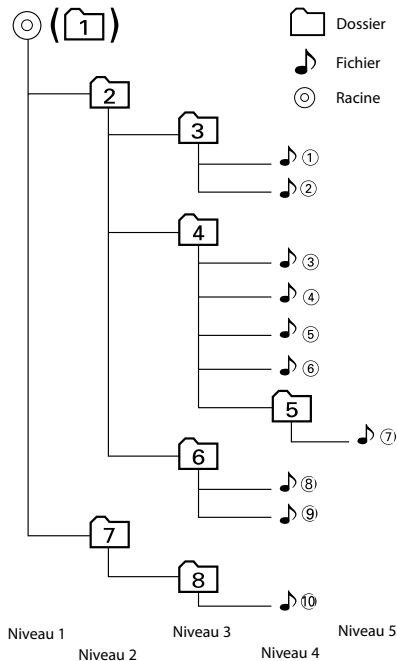 (1)
Dossier
Fichier
Racine
2
3
①
②
4
③
④
⑤
⑥
5
⑦
6
⑧
⑨
7
8
⑩
Niveau 1
Niveau 2
Niveau 3
Niveau 4
Niveau 5